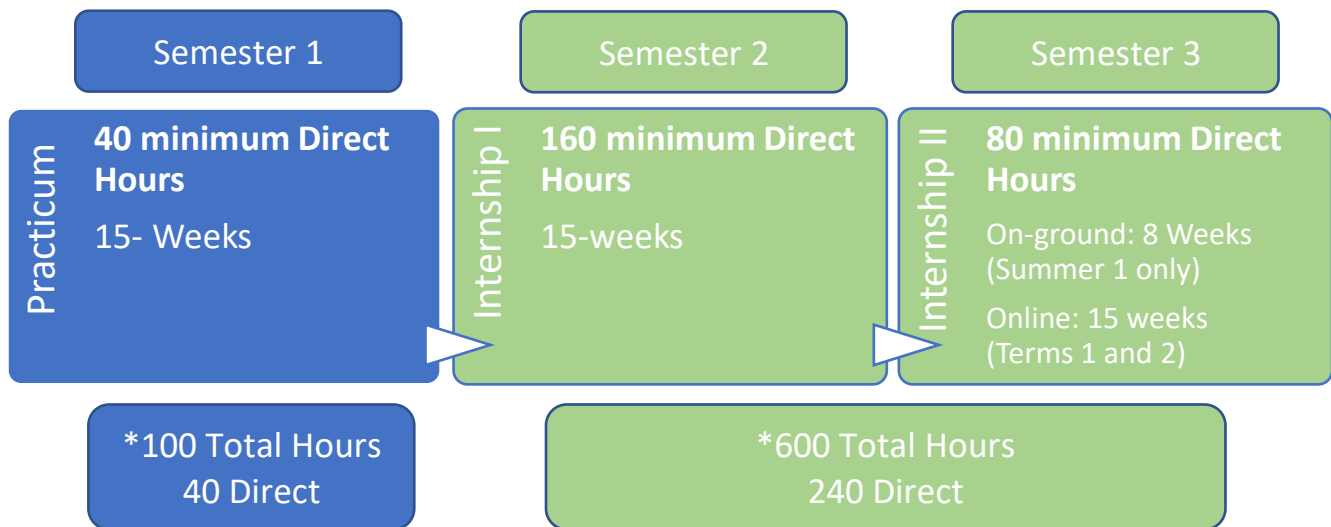 Semester 1
Semester 2
Semester 3
Practicum
40 minimum Direct
Hours
15- Weeks
Internship I
160 minimum Direct
Hours
15-weeks
Internship II
80 minimum Direct
Hours
On-ground: 8 Weeks
(Summer 1 only)
Online: 15 weeks
(Terms 1 and 2)
*100 Total Hours
40 Direct
*600 Total Hours
240 Direct